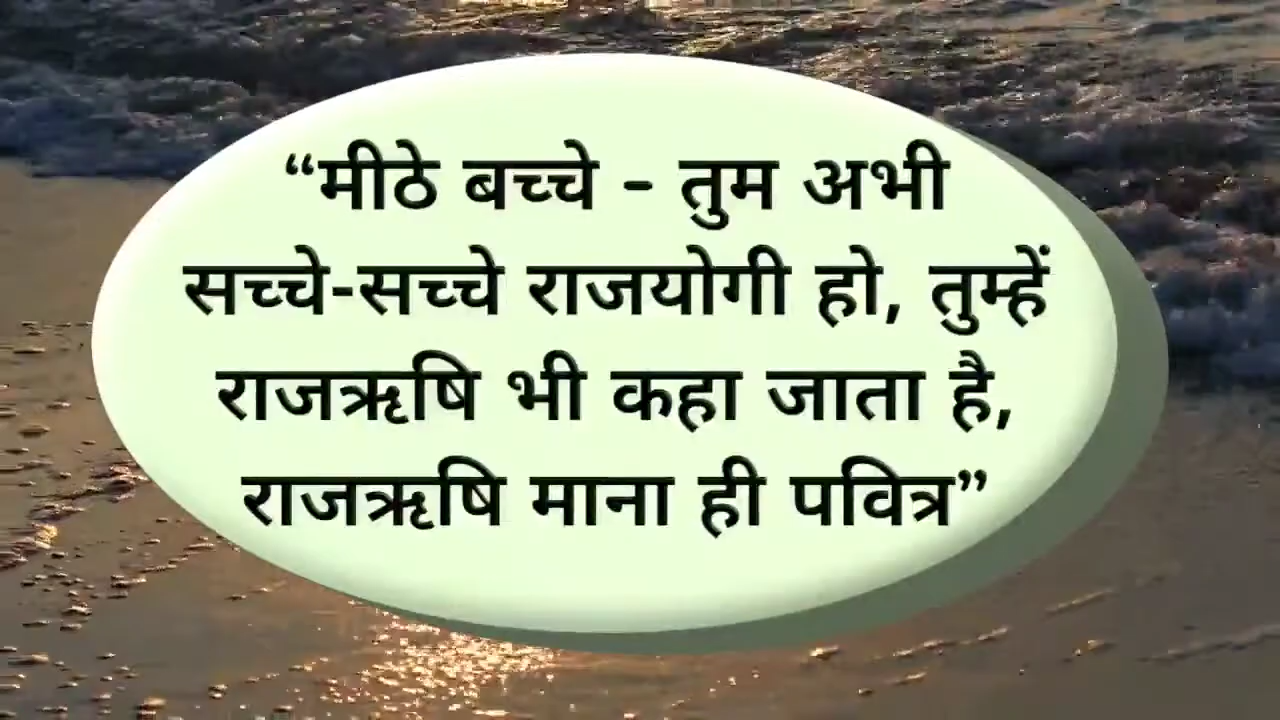 “मीठे बच्चे - तुम अभी
सच्चे-सच्चे राजयोगी हो, तुम्हें
राजऋषि भी कहा जाता है,
राजऋषि माना ही पवित्र”